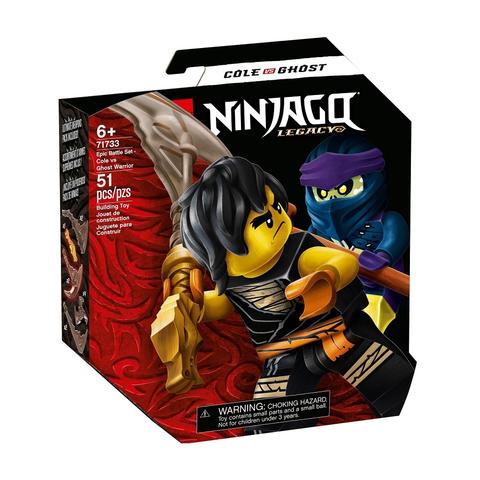 COLE VS GHOST
NINJAGO
LEGACY
6+
71733
Epic Battle Set -
Cole vs
Ghost Warrior
51
pcs/pzs
Building Toy
Jouet de
construction
Juguete para
Construir
WARNING: CHOKING HAZARD.
Toy contains small parts and a small ball.
Not for children under 3 years.